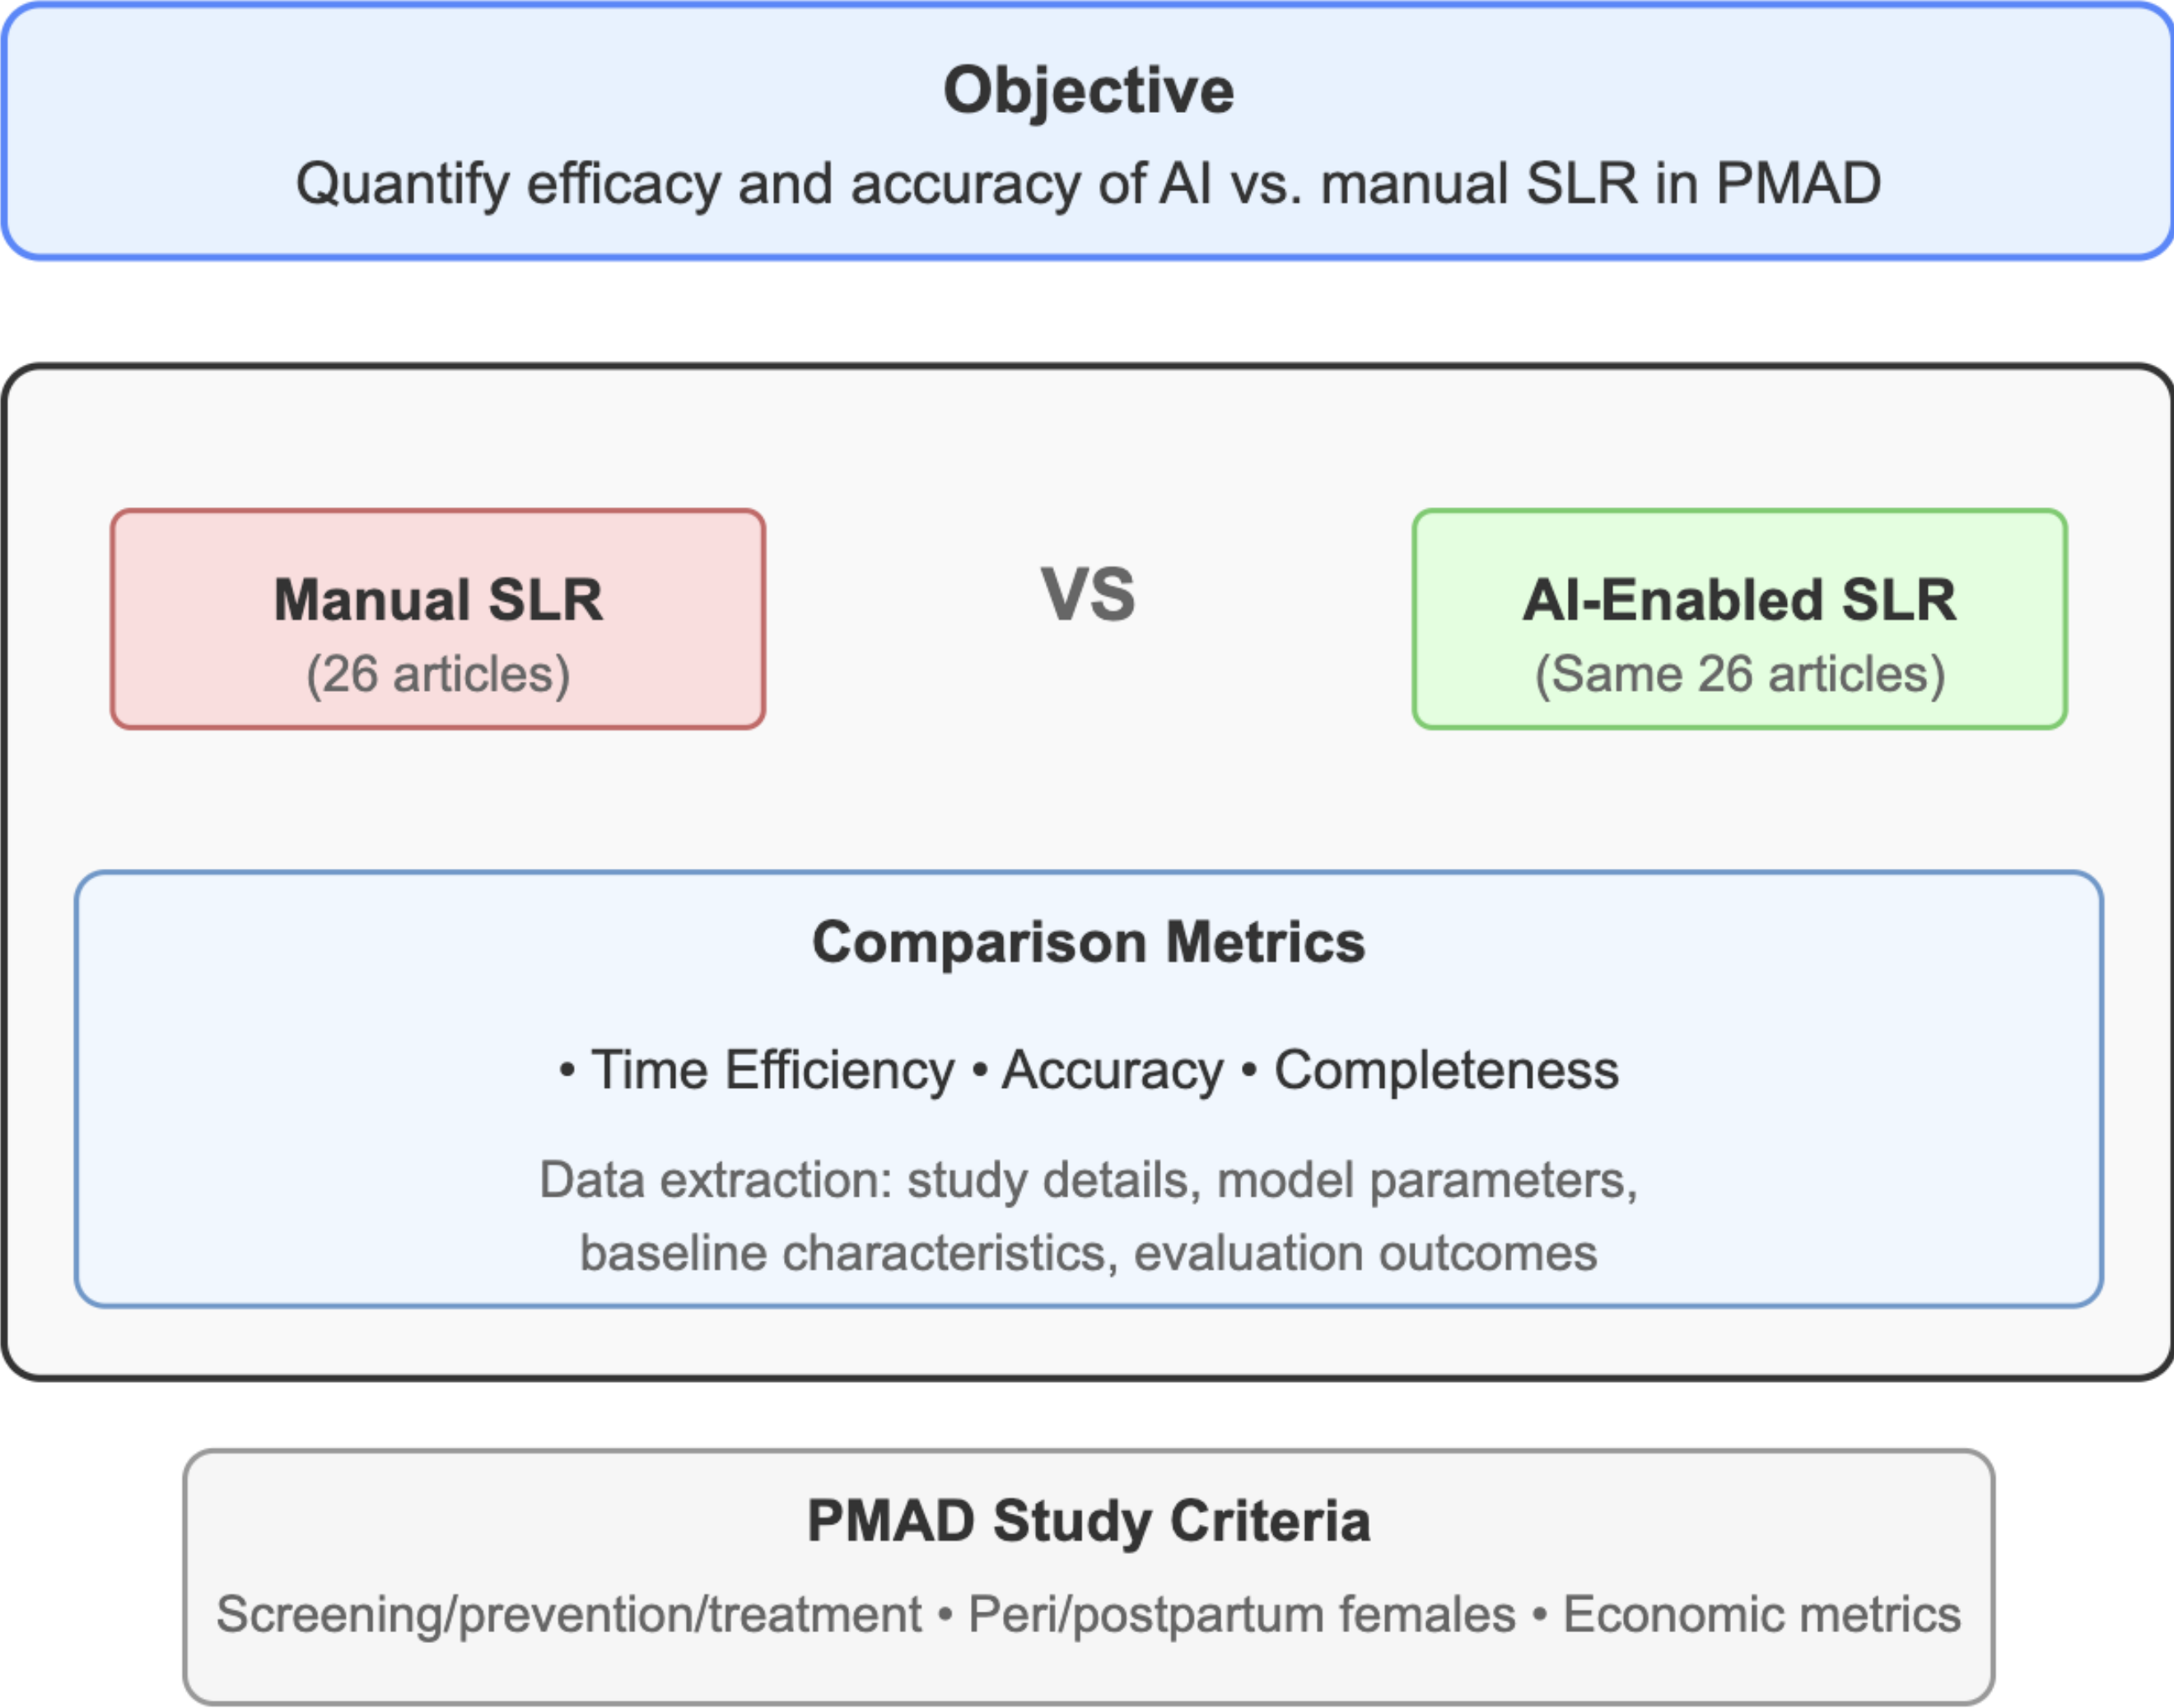 Objective
Quantify efficacy and accuracy of AI vs. manual SLR in PMAD
Manual SLR
(26 articles)
VS
AI-Enabled SLR
(Same 26 articles)
Comparison Metrics
• Time Efficiency • Accuracy • Completeness
Data extraction: study details, model parameters,
baseline characteristics, evaluation outcomes
PMAD Study Criteria
Screening/prevention/treatment • Peri/postpartum females • Economic metrics